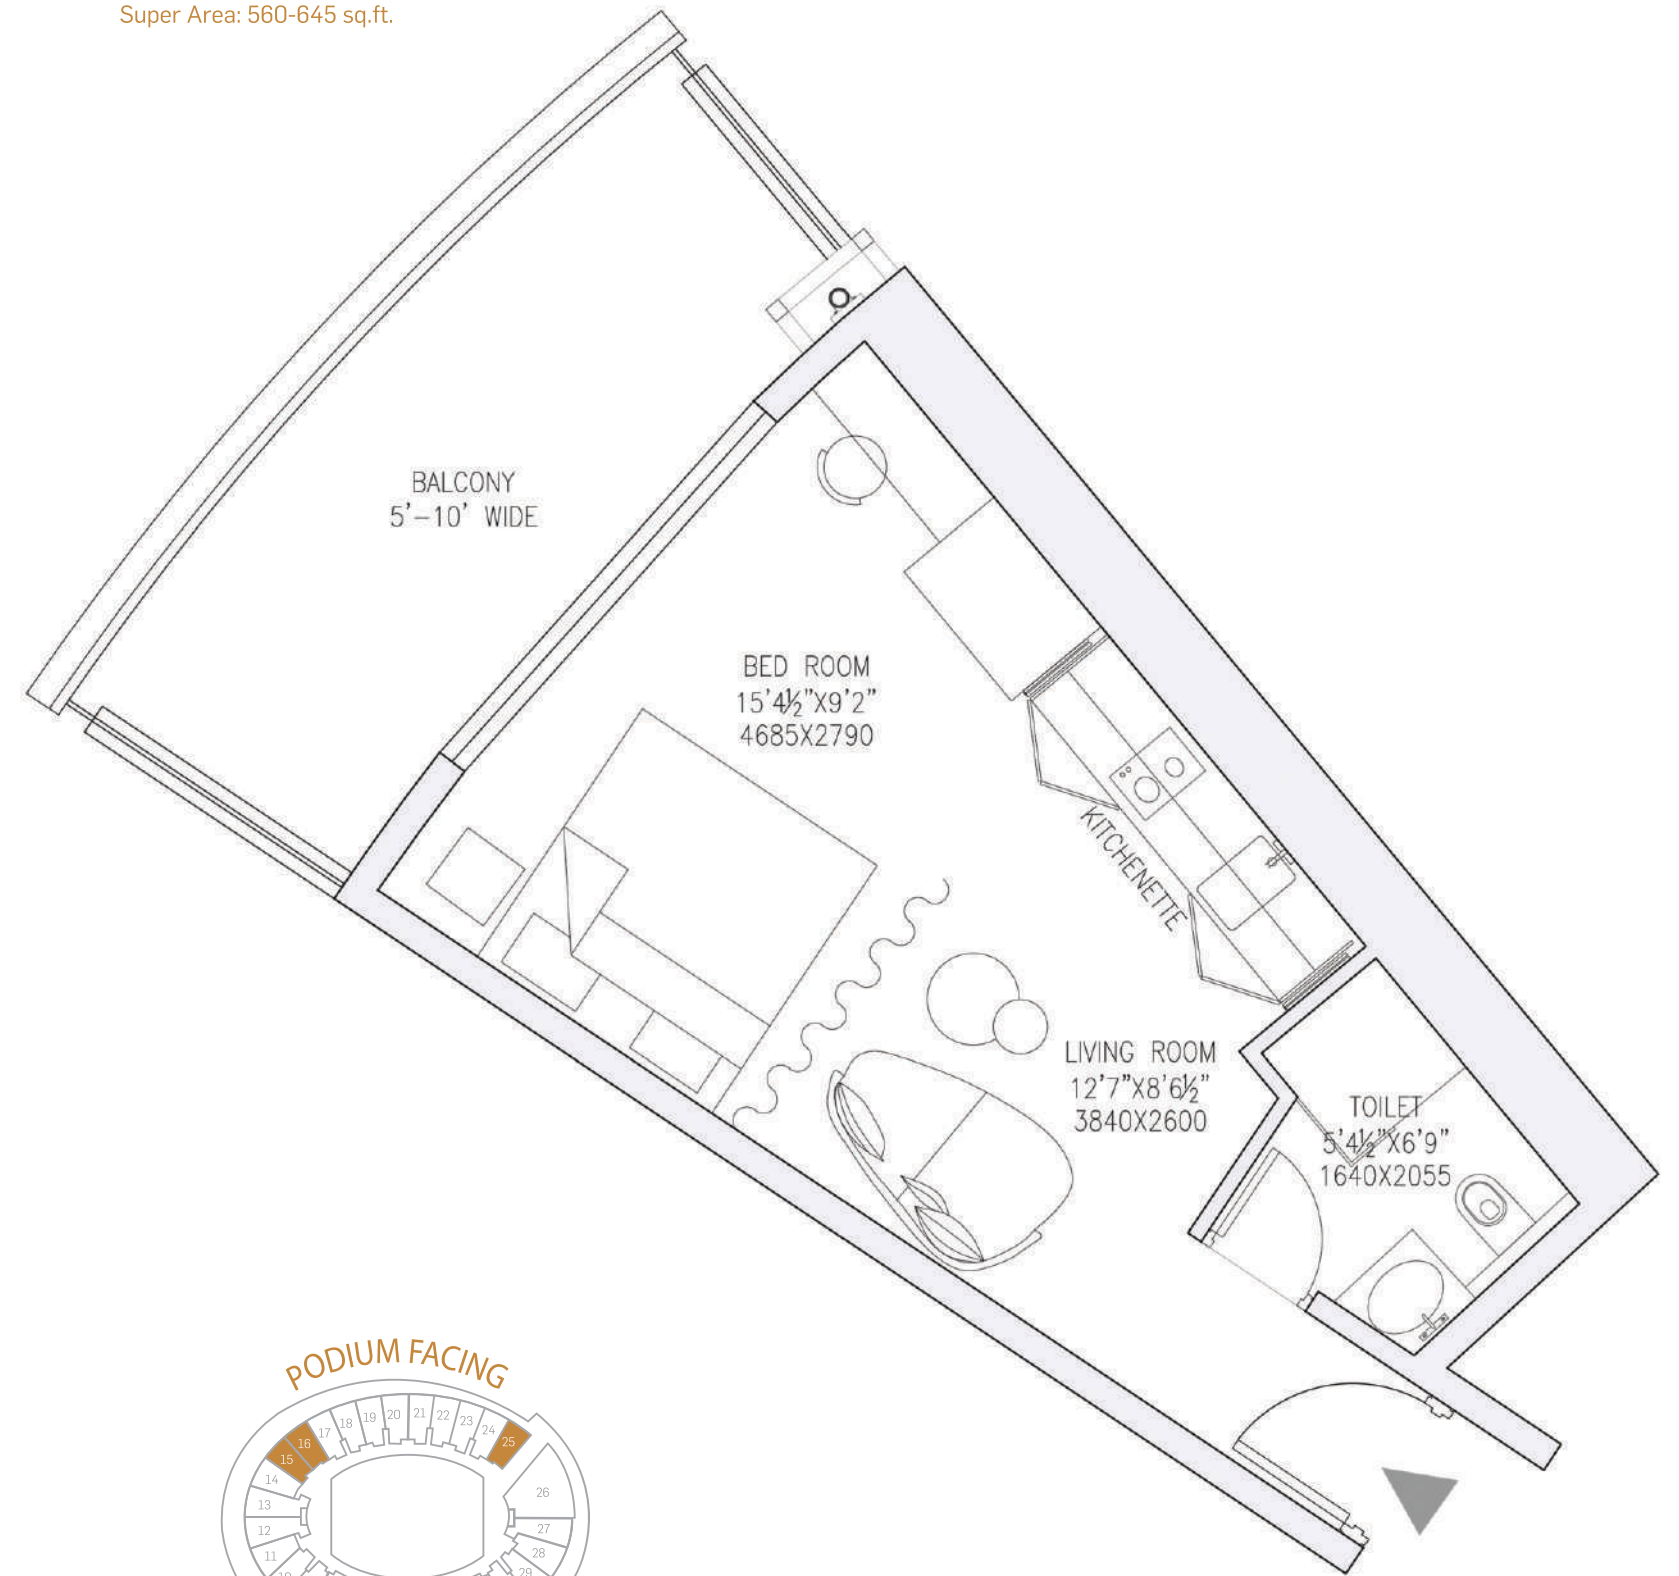 Super Area: 560-645 sq.ft.
BALCONY
5'-10' WIDE
BED ROOM
15'4½"X9'2"
4685X2790
KITCHENETTE
LIVING ROOM
12'7"X8'6½"
3840X2600
TOILET
5'4½"X6'9"
1640X2055
PODIUM FACING
10
11
12
13
14
15
16
17
18
19
20
21
22
23
24
25
26
27
28
29